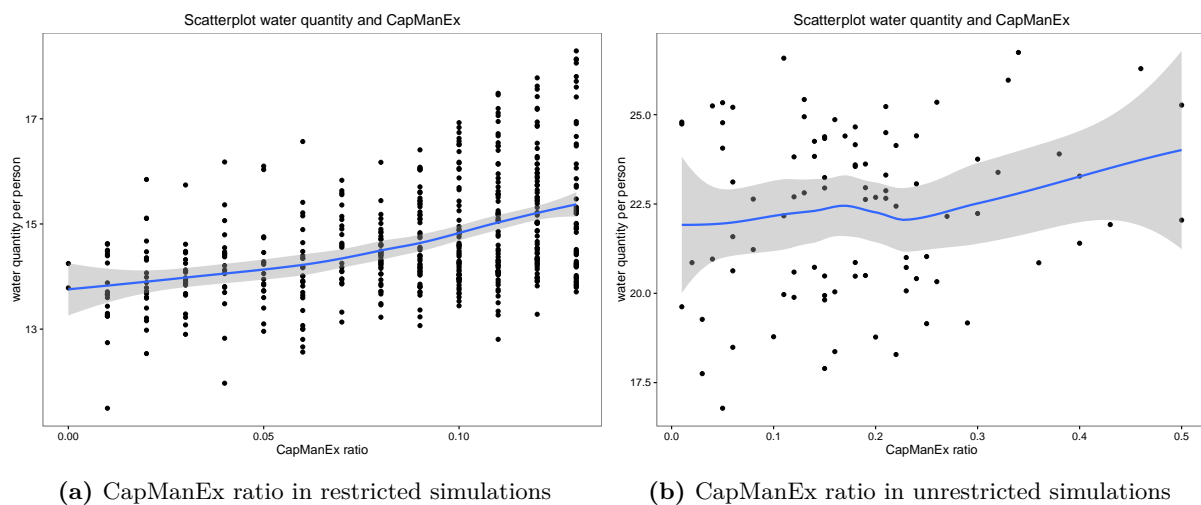 Scatterplot water quantity and CapManEx
water quantity per person
17
15
13
0.00
0.05
0.10
CapManEx ratio
(a) CapManEx ratio in restricted simulations
Scatterplot water quantity and CapManEx
water quantity per person
25.0
22.5
20.0
17.5
0.0
0.1
0.2
0.3
0.4
0.5
CapManEx ratio
(b) CapManEx ratio in unrestricted simulations